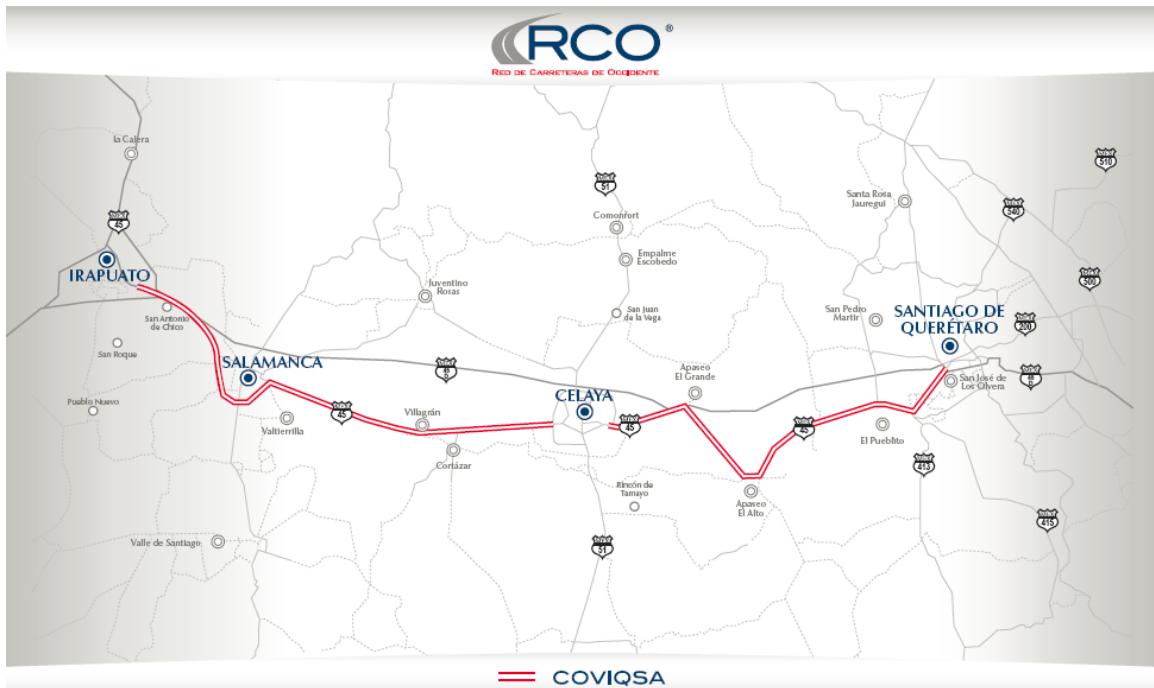 RCO®
RED DE CARRETERAS DE OCCIDENTE
la Calera
510
51
Santa Rosa
Jauregui
540
45
Comonfort
IRAPUATO
Empalme
Escobedo
500
Juventino
Rosas
San Antonio
de Chico
San Juan
de la Vega
San Pedro
Martir
SANTIAGO DE
QUERÉTARO
200
San Roque
SALAMANCA
45
D
Apaseo
El Grande
San José de
Los Olvera
45
D
Pueblo Nuevo
CELAYA
45
Villagrán
Valtierrilla
45
45
El Pueblito
Cortázar
413
Rincón de
Tamayo
Apaseo
El Alto
415
Valle de Santiago
51
COVIQSA